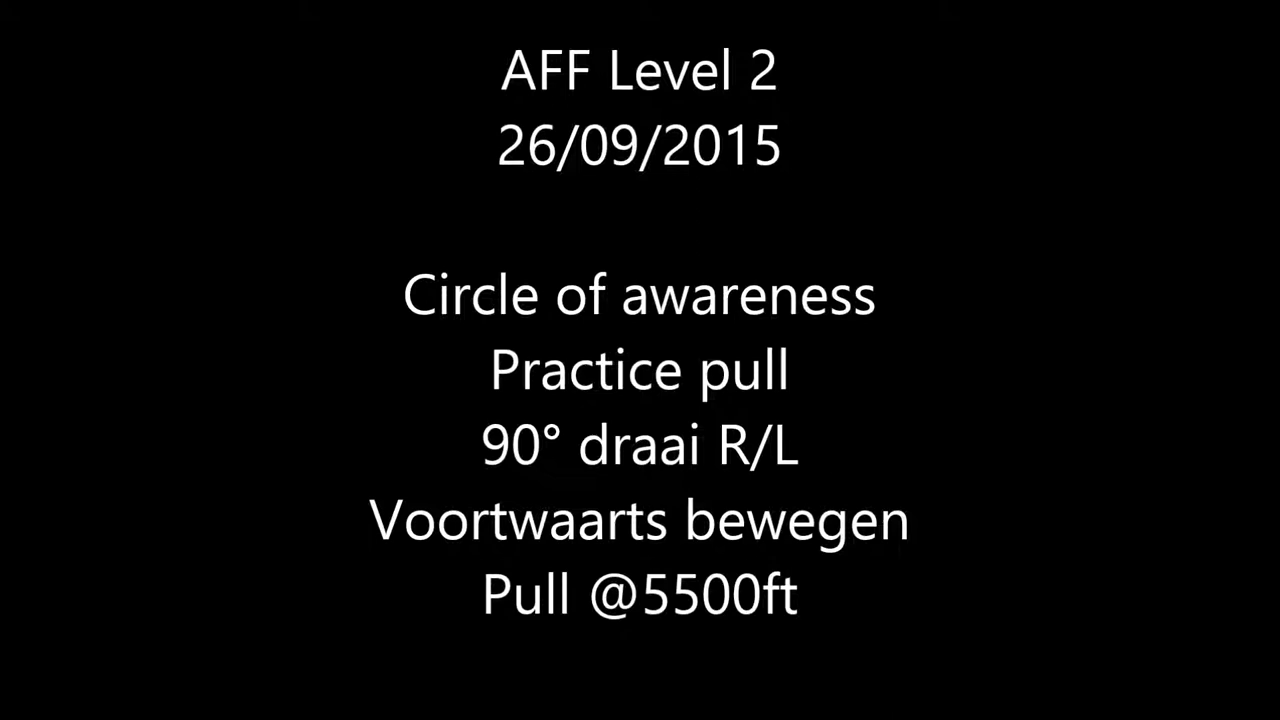 AFF Level 2
26/09/2015
Circle of awareness
Practice pull
90° draai R/L
Voortwaarts bewegen
Pull @5500ft